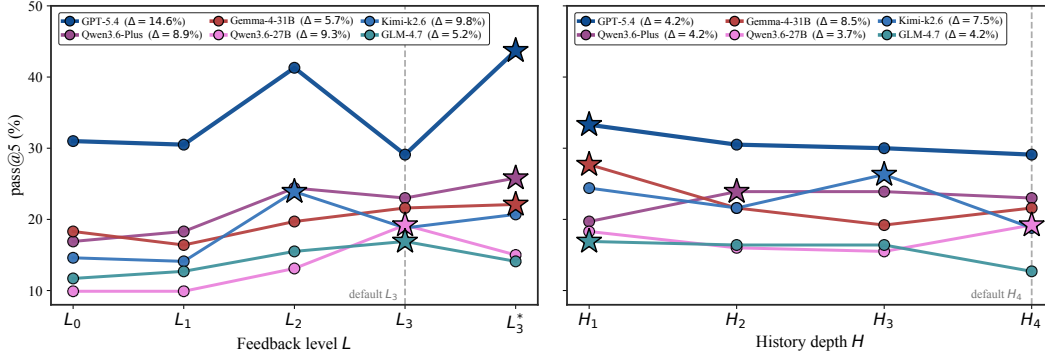 GPT-5.4 (Δ = 14.6%) Gemma-4-31B (Δ = 5.7%) Kimi-k2.6 (Δ = 9.8%)
Qwen3.6-Plus (Δ = 8.9%) Qwen3.6-27B (Δ = 9.3%) GLM-4.7 (Δ = 5.2%)
50
40
30
20
10
pass@5 (%)
default L₃
L₀ L₁ L₂ L₃ L₃*
Feedback level L
GPT-5.4 (Δ = 4.2%) Gemma-4-31B (Δ = 8.5%) Kimi-k2.6 (Δ = 7.5%)
Qwen3.6-Plus (Δ = 4.2%) Qwen3.6-27B (Δ = 3.7%) GLM-4.7 (Δ = 4.2%)
default H₄
H₁ H₂ H₃ H₄
History depth H